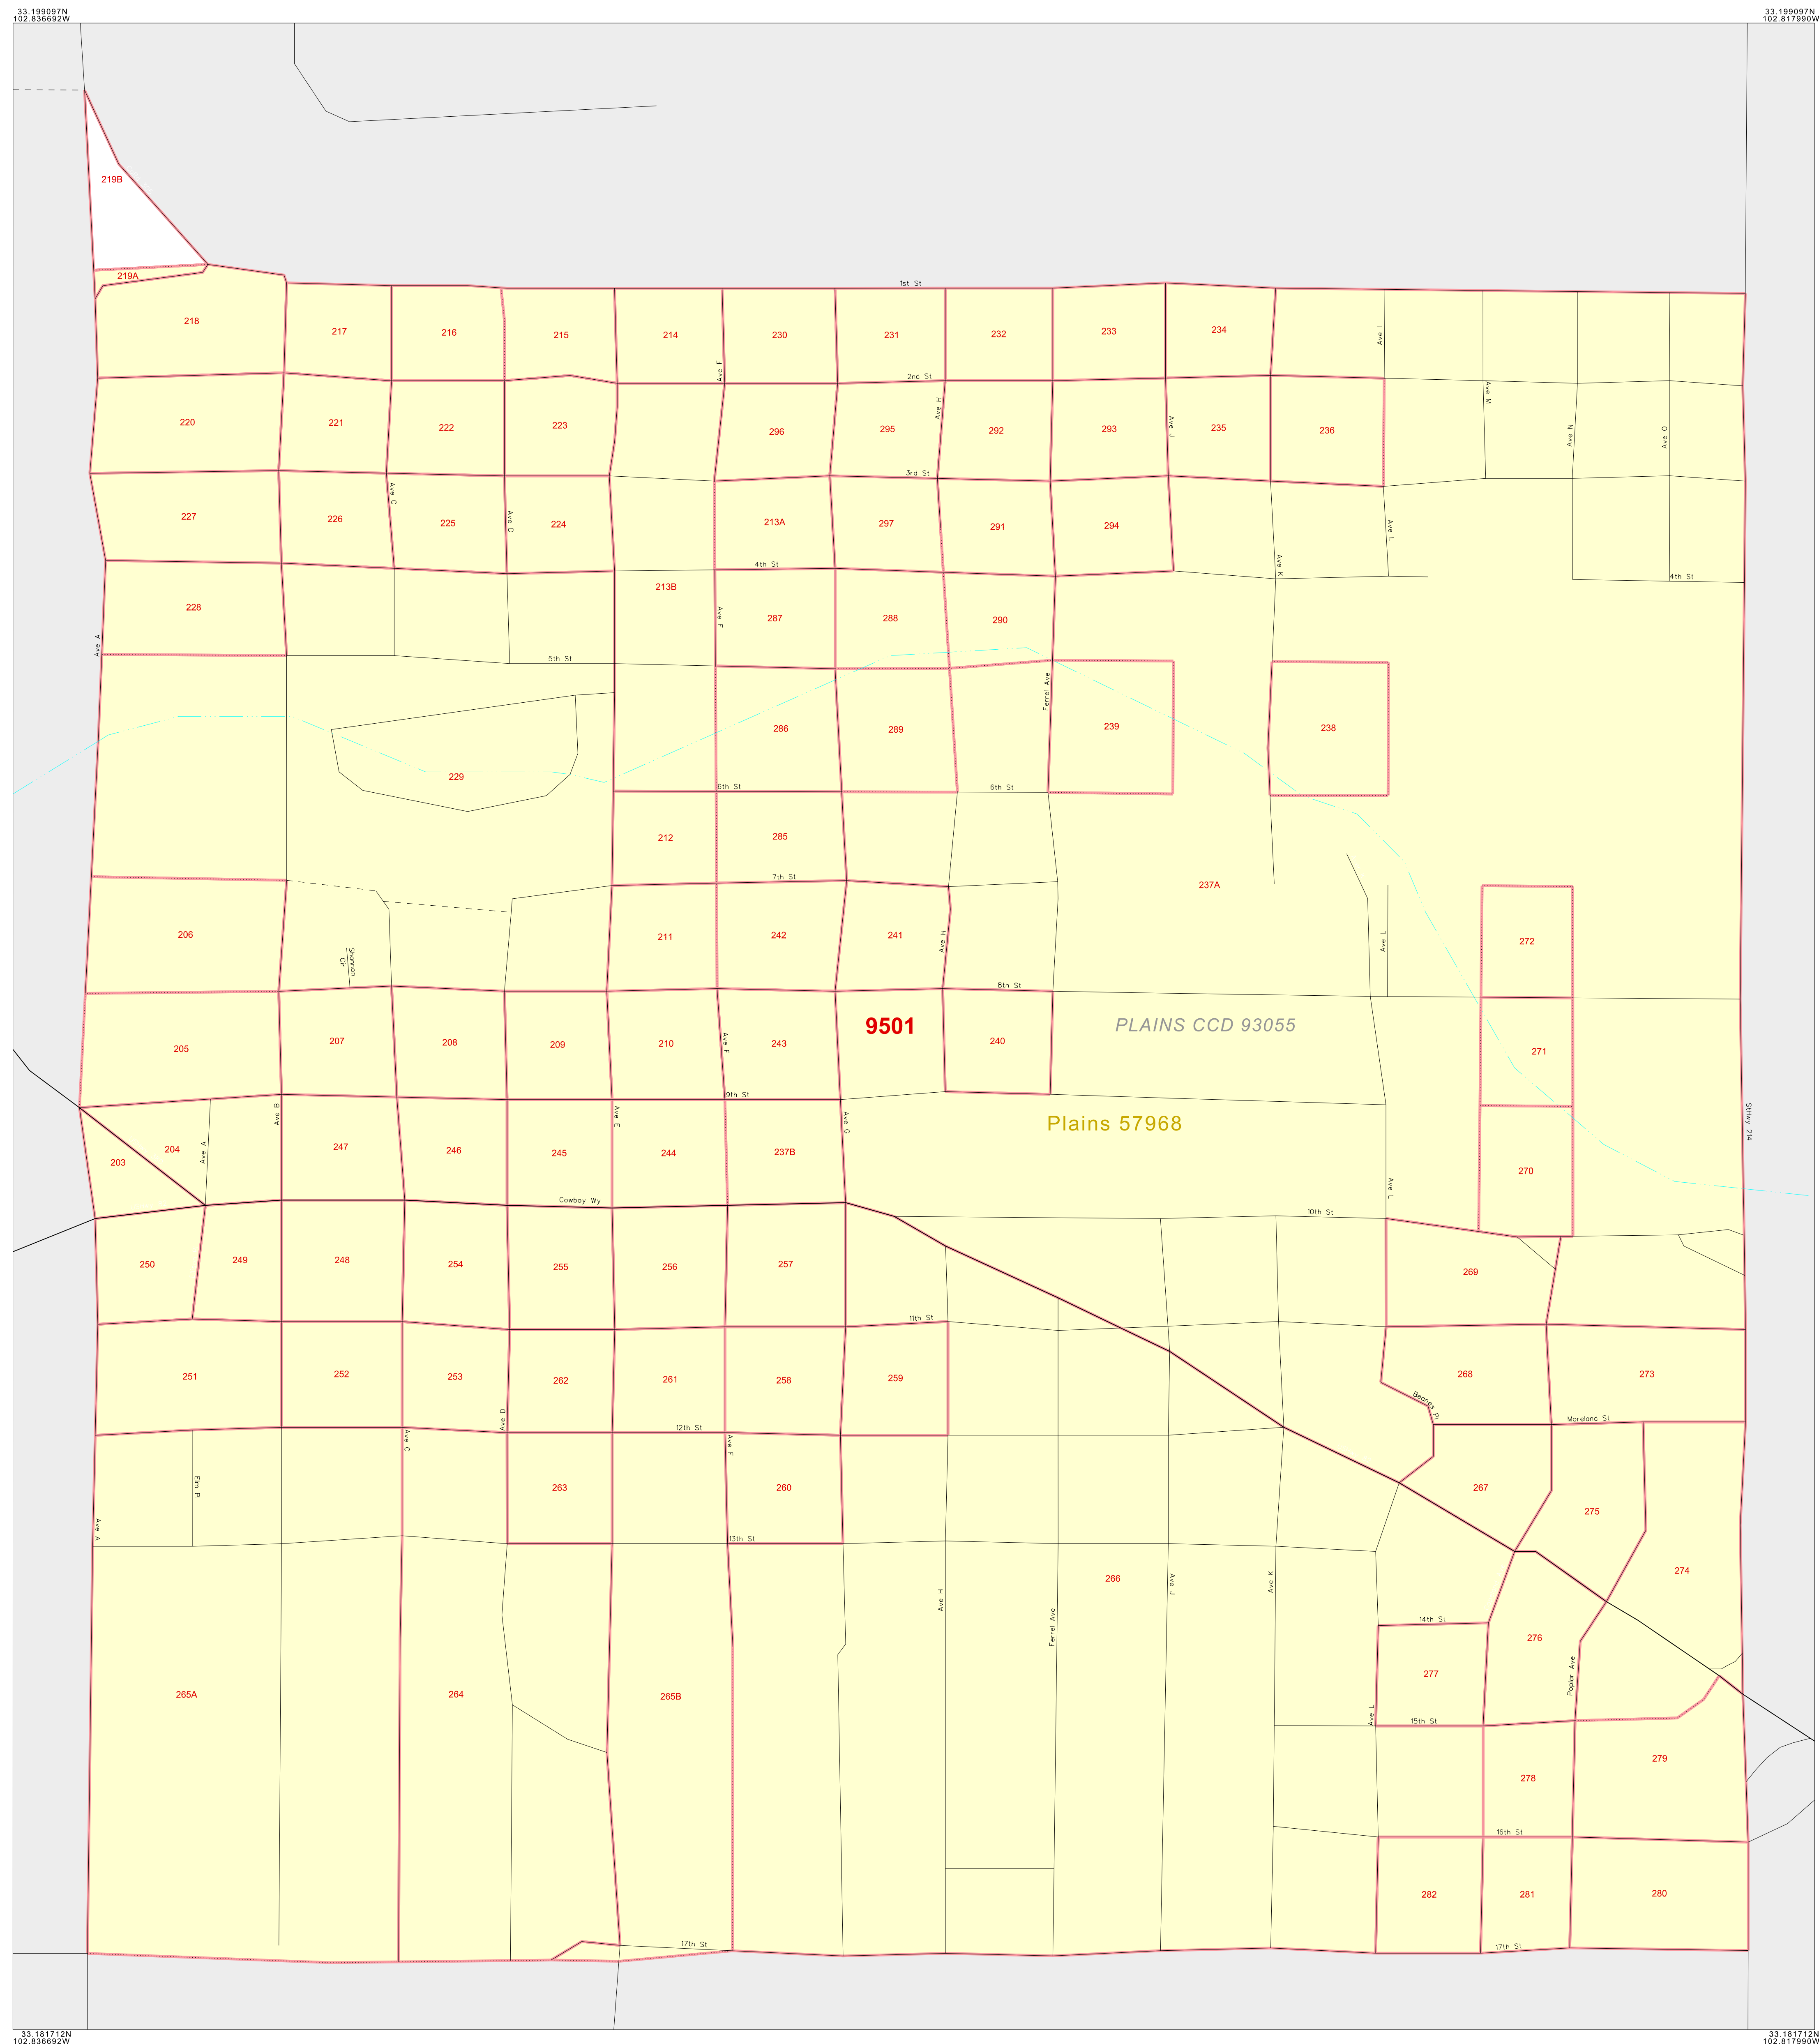 33.199097N
102.836692W
33.199097N
102.817990W
219B
219A
1st St
218
217
216
215
214
230
231
232
233
234
Ave L
Ave F
2nd St
220
221
222
223
296
Ave H
295
292
293
Ave J
235
236
Ave M
Ave N
Ave O
3rd St
227
226
Ave C
225
Ave D
224
213A
297
291
294
Ave L
4th St
Ave K
4th St
213B
228
Ave F
287
288
290
Ave A
5th St
Ferrel Ave
286
289
239
238
229
6th St
6th St
212
285
7th St
237A
206
211
242
241
Ave H
Ave L
272
Shannon
Cir
8th St
9501
PLAINS CCD 93055
205
207
208
209
210
Ave F
243
240
271
9th St
Ave B
Ave E
Ave G
Plains 57968
StHwy 214
203
204
Ave A
247
246
245
244
237B
270
Ave L
Cowboy Wy
10th St
250
249
248
254
255
256
257
269
11th St
251
252
253
262
261
258
259
268
273
Beanes Pl
Ave D
Moreland St
12th St
Ave C
Ave F
Elm Pl
263
260
267
275
Ave A
13th St
266
274
Ave H
Ave J
Ave K
Ferrel Ave
14th St
276
277
Poplar Ave
265A
264
265B
Ave L
15th St
279
278
16th St
282
281
280
17th St
17th St
33.181712N
102.836692W
33.181712N
102.817990W